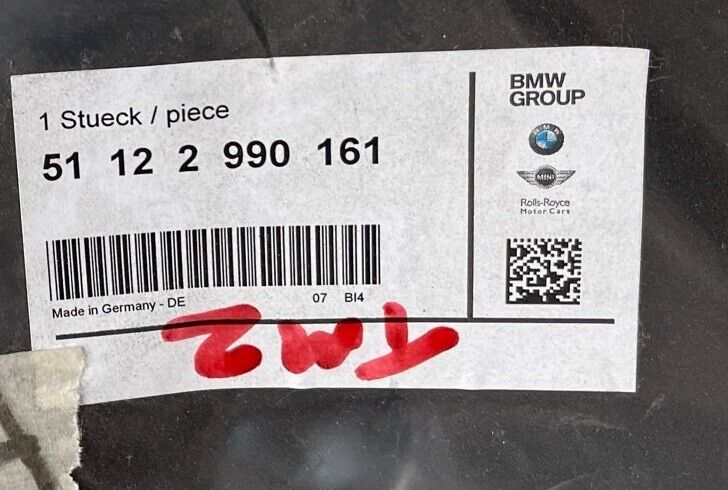 1 Stueck / piece
51 12 2 990 161
Made in Germany - DE 07 BI4
BMW
GROUP
BMW
MINI
Rolls-Royce
Motor Cars